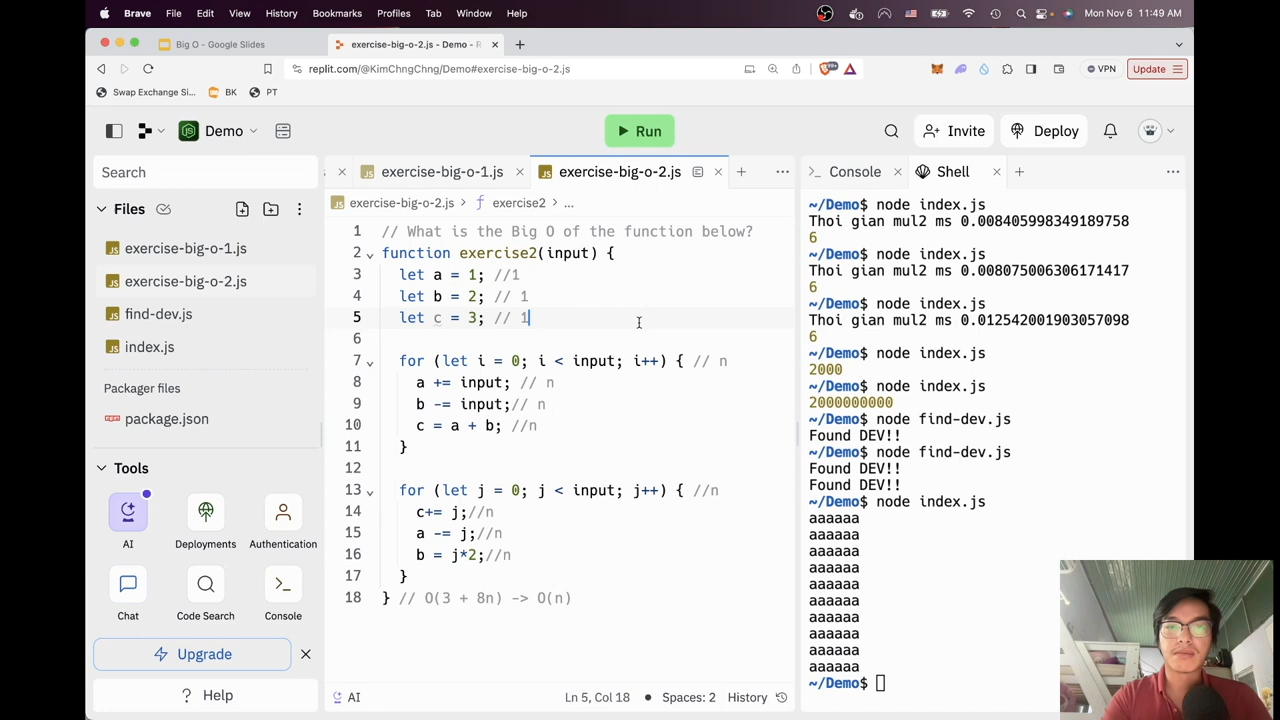 Brave File Edit View History Bookmarks Profiles Tab Window Help Mon Nov 6 11:49 AM
Big O - Google Slides
exercise-big-o-2.js - Demo - R
replit.com/@KimChngChng/Demo#exercise-big-o-2.js
99+
VPN
Update
Swap Exchange Si... BK PT
Demo
Run
Invite
Deploy
Search
exercise-big-o-1.js
exercise-big-o-2.js
Console
Shell
Files
exercise-big-o-1.js
exercise-big-o-2.js
find-dev.js
index.js
Packager files
package.json
Tools
AI
Deployments
Authentication
Chat
Code Search
Console
Upgrade
? Help
exercise-big-o-2.js > exercise2 > ...
1 // What is the Big O of the function below?
2 function exercise2(input) {
3 let a = 1; //1
4 let b = 2; // 1
5 let c = 3; // 1
6
7 for (let i = 0; i < input; i++) { // n
8 a += input; // n
9 b -= input;// n
10 c = a + b; //n
11 }
12
13 for (let j = 0; j < input; j++) { //n
14 c+= j;//n
15 a -= j;//n
16 b = j*2;//n
17 }
18 } // O(3 + 8n) -> O(n)
AI
Ln 5, Col 18
Spaces: 2
History
~/Demo$ node index.js
Thoi gian mul2 ms 0.008405998349189758
6
~/Demo$ node index.js
Thoi gian mul2 ms 0.008075006306171417
6
~/Demo$ node index.js
Thoi gian mul2 ms 0.012542001903057098
6
~/Demo$ node index.js
2000
~/Demo$ node index.js
2000000000
~/Demo$ node find-dev.js
Found DEV!!
~/Demo$ node find-dev.js
Found DEV!!
Found DEV!!
~/Demo$ node index.js
aaaaaa
aaaaaa
aaaaaa
aaaaaa
aaaaaa
aaaaaa
aaaaaa
aaaaaa
aaaaaa
aaaaaa
~/Demo$